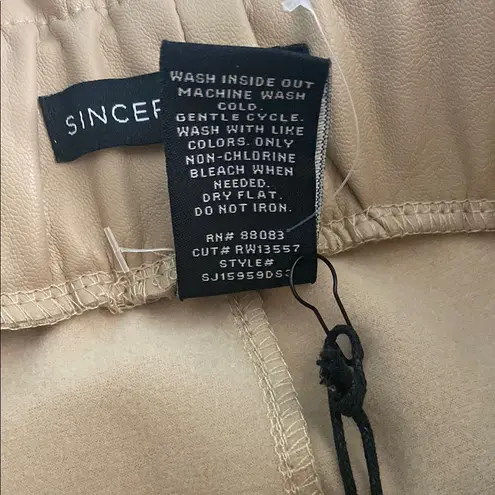 SINCER
WASH INSIDE OUT
MACHINE WASH
COLD.
GENTLE CYCLE.
WASH WITH LIKE
COLORS. ONLY
NON-CHLORINE
BLEACH WHEN
NEEDED.
DRY FLAT.
DO NOT IRON.
RN# 88083
CUT# RW13557
STYLE#